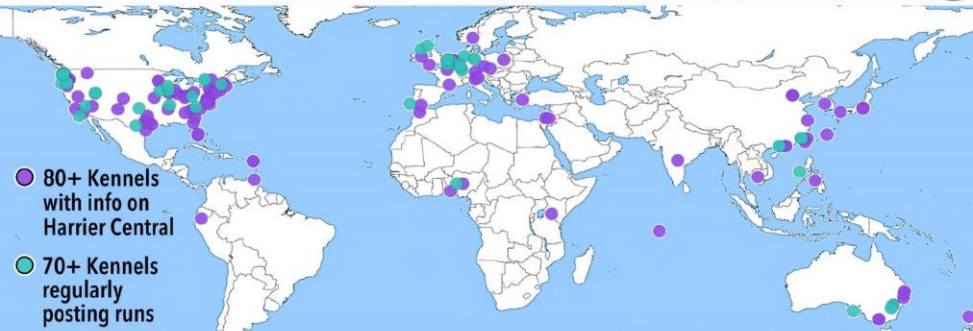 80+ Kennels
with info on
Harrier Central
70+ Kennels
regularly
posting runs